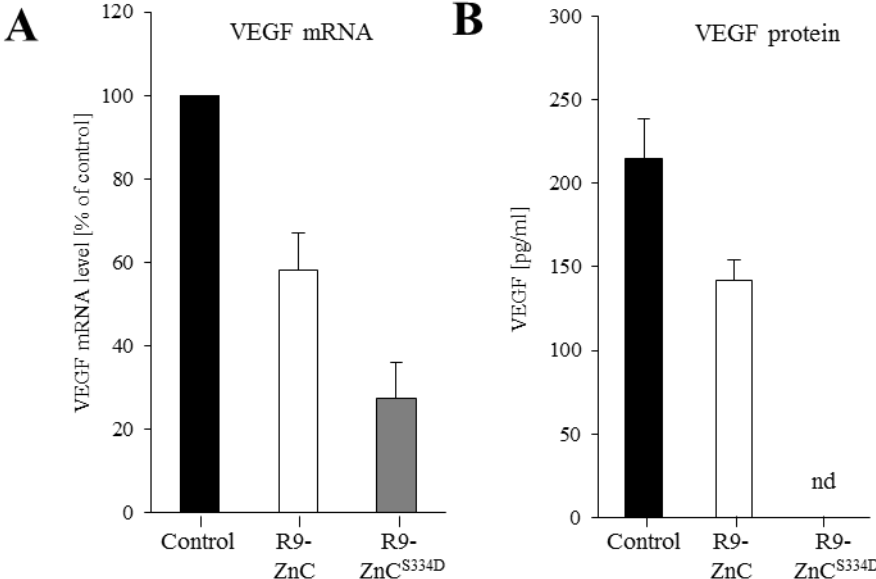 A
VEGF mRNA
VEGF mRNA level [% of control]
120
100
80
60
40
20
0
Control
R9-
ZnC
R9-
ZnC^S334D
B
VEGF protein
VEGF [pg/ml]
300
250
200
150
100
50
0
nd
Control
R9-
ZnC
R9-
ZnC^S334D